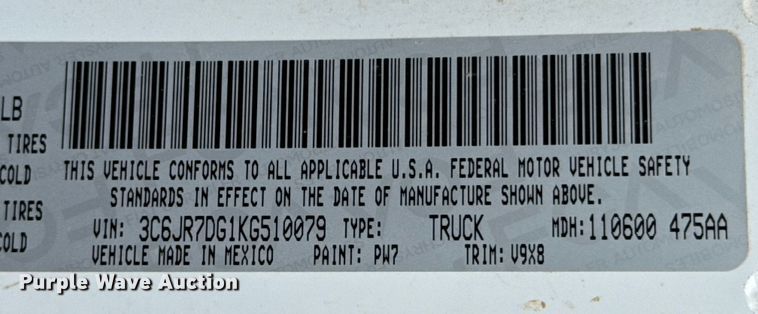 LB
TIRES
COLD
TIRES
COLD
THIS VEHICLE CONFORMS TO ALL APPLICABLE U.S.A. FEDERAL MOTOR VEHICLE SAFETY
STANDARDS IN EFFECT ON THE DATE OF MANUFACTURE SHOWN ABOVE.
VIN: 3C6JR7DG1KG510079 TYPE: TRUCK MDH: 110600 475AA
VEHICLE MADE IN MEXICO PAINT: PW7 TRIM: V9X8
Purple Wave Auction